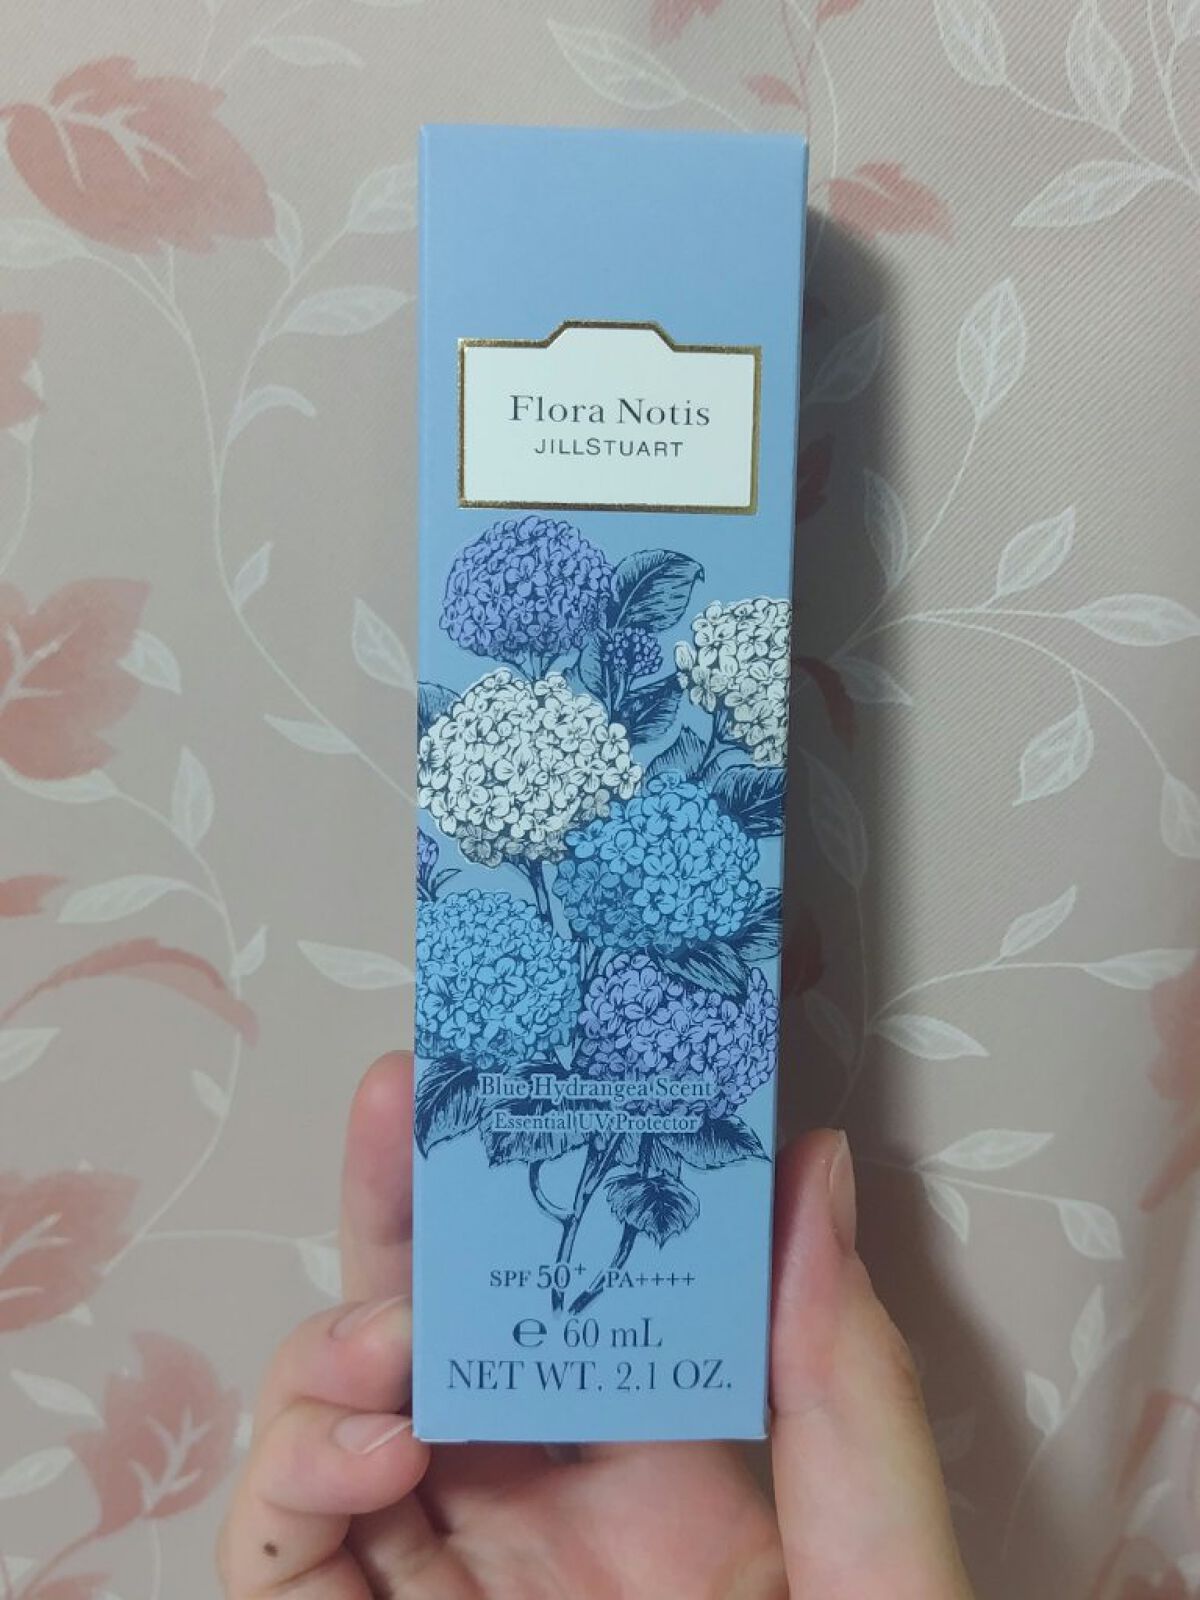 Flora Notis
JILLSTUART
Blue Hydrangea Scent
Essential UV Protector
SPF 50+ PA++++
℮ 60 mL
NET WT. 2.1 OZ.